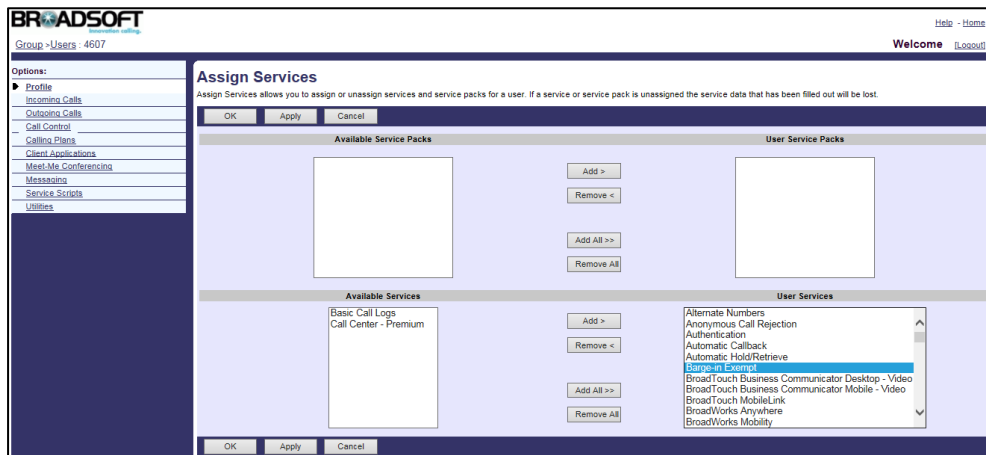 BROADSOFT
innovation calling.
Help - Home
Group >Users : 4607
Welcome [Logout]
Options:
Profile
Incoming Calls
Outgoing Calls
Call Control
Calling Plans
Client Applications
Meet-Me Conferencing
Messaging
Service Scripts
Utilities
Assign Services
Assign Services allows you to assign or unassign services and service packs for a user. If a service or service pack is unassigned the service data that has been filled out will be lost.
OK Apply Cancel
Available Service Packs User Service Packs
Add >
Remove <
Add All >>
Remove All
Available Services User Services
Basic Call Logs
Call Center - Premium
Add >
Remove <
Add All >>
Remove All
Alternate Numbers
Anonymous Call Rejection
Authentication
Automatic Callback
Automatic Hold/Retrieve
Barge-in Exempt
BroadTouch Business Communicator Desktop - Video
BroadTouch Business Communicator Mobile - Video
BroadTouch MobileLink
BroadWorks Anywhere
BroadWorks Mobility
OK Apply Cancel